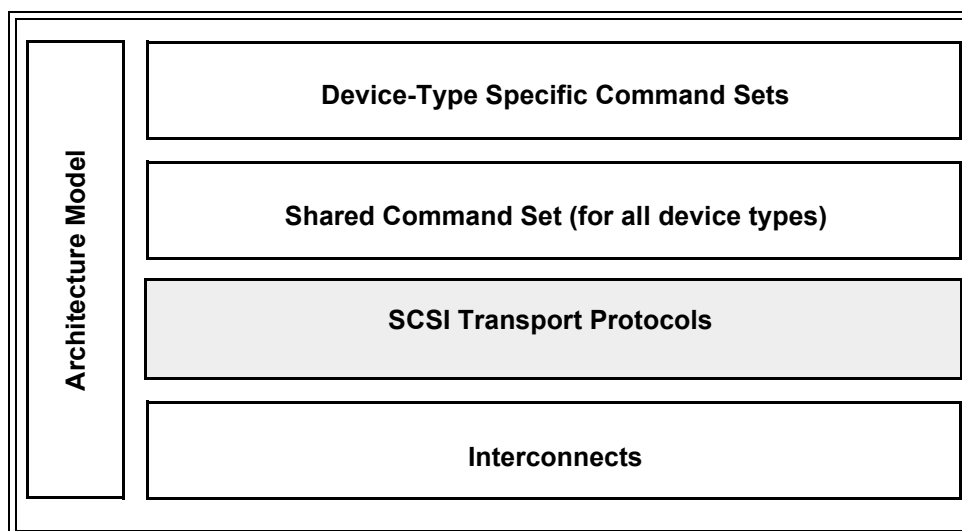 Architecture Model
Device-Type Specific Command Sets
Shared Command Set (for all device types)
SCSI Transport Protocols
Interconnects